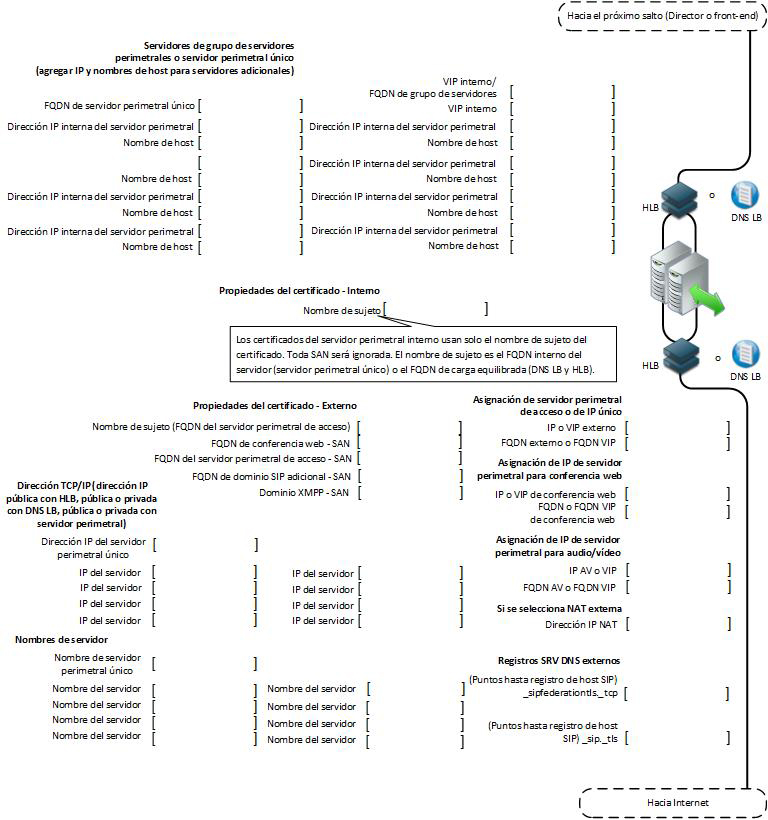 Hacia el próximo salto (Director o front-end)
Servidores de grupo de servidores
perimetrales o servidor perimetral único
(agregar IP y nombres de host para servidores adicionales)
VIP interno/
FQDN de grupo de servidores [ ]
FQDN de servidor perimetral único [ ]
VIP interno
Dirección IP interna del servidor perimetral [ ] Dirección IP interna del servidor perimetral [ ]
Nombre de host [ ] Nombre de host [ ]
[ ] Dirección IP interna del servidor perimetral [ ]
Nombre de host [ ] Nombre de host [ ]
Dirección IP interna del servidor perimetral [ ] Dirección IP interna del servidor perimetral [ ]
Nombre de host [ ] Nombre de host [ ]
Dirección IP interna del servidor perimetral [ ] Dirección IP interna del servidor perimetral [ ]
Nombre de host [ ] Nombre de host [ ]
HLB
o
DNS LB
Propiedades del certificado - Interno
Nombre de sujeto [ ]
Los certificados del servidor perimetral interno usan solo el nombre de sujeto del
certificado. Toda SAN será ignorada. El nombre de sujeto es el FQDN interno del
servidor (servidor perimetral único) o el FQDN de carga equilibrada (DNS LB y HLB).
HLB
o
DNS LB
Propiedades del certificado - Externo
Nombre de sujeto (FQDN del servidor perimetral de acceso) [ ]
FQDN de conferencia web - SAN [ ]
FQDN del servidor perimetral de acceso - SAN [ ]
FQDN de dominio SIP adicional - SAN [ ]
Dominio XMPP - SAN [ ]
Asignación de servidor perimetral
de acceso o de IP único
IP o VIP externo [ ]
FQDN externo o FQDN VIP [ ]
Asignación de IP de servidor
perimetral para conferencia web
IP o VIP de conferencia web [ ]
FQDN o FQDN VIP
de conferencia web [ ]
Asignación de IP de servidor
perimetral para audio/vídeo
IP AV o VIP [ ]
FQDN AV o FQDN VIP [ ]
Si se selecciona NAT externa
Dirección IP NAT [ ]
Dirección TCP/IP (dirección IP
pública con HLB, pública o privada
con DNS LB, pública o privada con
servidor perimetral)
Dirección IP del servidor
perimetral único [ ]
IP del servidor [ ] IP del servidor [ ]
IP del servidor [ ] IP del servidor [ ]
IP del servidor [ ] IP del servidor [ ]
IP del servidor [ ] IP del servidor [ ]
Nombres de servidor
Nombre de servidor
perimetral único [ ]
Nombre del servidor [ ] Nombre del servidor [ ]
Nombre del servidor [ ] Nombre del servidor [ ]
Nombre del servidor [ ] Nombre del servidor [ ]
Nombre del servidor [ ] Nombre del servidor [ ]
Registros SRV DNS externos
(Puntos hasta registro de host SIP)
_sipfederationtls._tcp [ ]
(Puntos hasta registro de host
SIP) _sip._tls [ ]
Hacia Internet